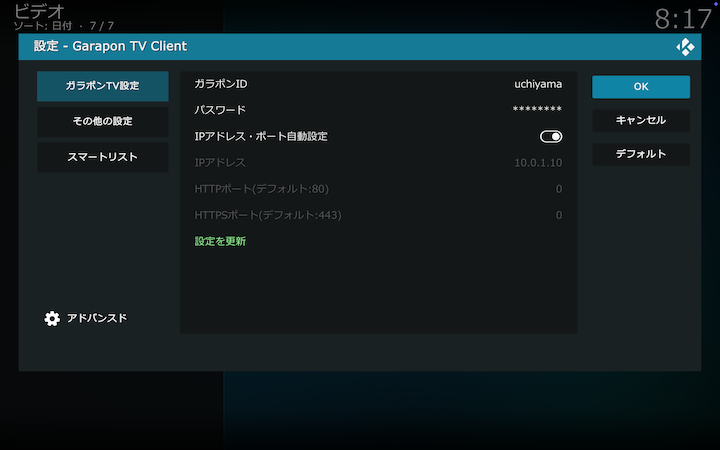 ビデオ
ソート: 日付 · 7 / 7
8:17
設定 - Garapon TV Client
ガラポンTV設定
その他の設定
スマートリスト
アドバンスド
ガラポンID uchiyama
パスワード ********
IPアドレス・ポート自動設定
IPアドレス 10.0.1.10
HTTPポート(デフォルト:80) 0
HTTPSポート(デフォルト:443) 0
設定を更新
OK
キャンセル
デフォルト